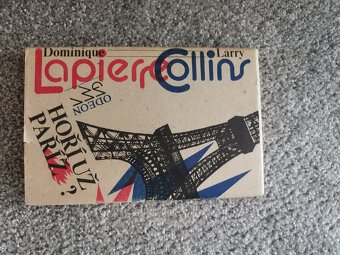 Dominique Larry
Lapierre Collins
ODEON
HOŘÍ UŽ
PAŘÍŽ?